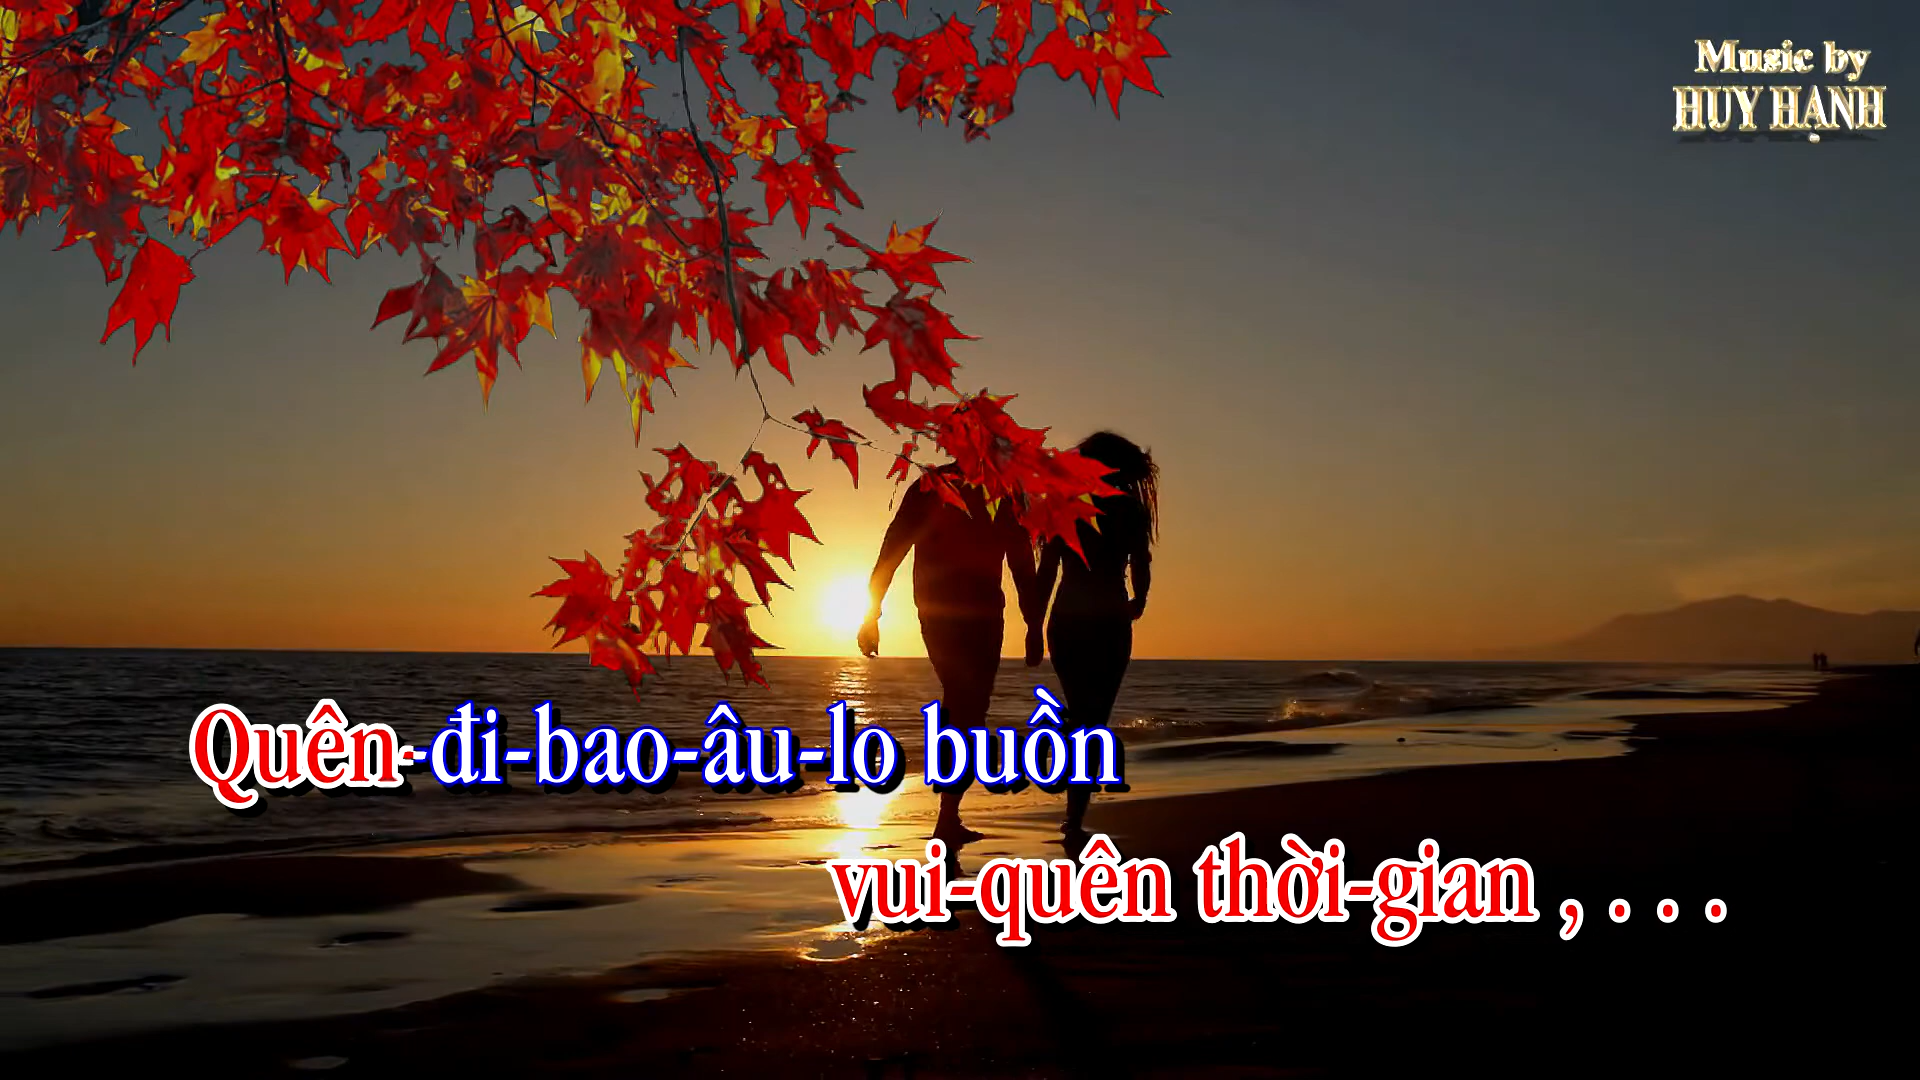 Music by
HUY HẠNH
Quên-đi-bao-âu-lo buồn
vui-quên thời-gian , . . .